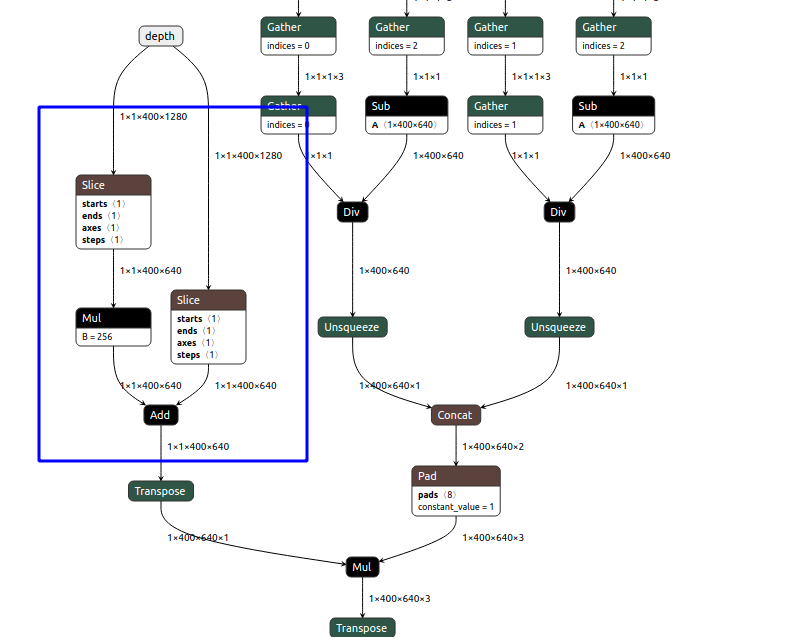 depth
Gather
indices = 0
Gather
indices = 2
Gather
indices = 1
Gather
indices = 2
1×1×1×3
1×1×1
1×1×1×3
1×1×1
Gather
indices = 0
Sub
A ⟨1×400×640⟩
Gather
indices = 1
Sub
A ⟨1×400×640⟩
1×1×400×1280
1×1×400×1280
1×1×1
1×400×640
1×1×1
1×400×640
Slice
starts ⟨1⟩
ends ⟨1⟩
axes ⟨1⟩
steps ⟨1⟩
Div
Div
1×1×400×640
1×400×640
1×400×640
Slice
starts ⟨1⟩
ends ⟨1⟩
axes ⟨1⟩
steps ⟨1⟩
Mul
B = 256
Unsqueeze
Unsqueeze
1×1×400×640
1×1×400×640
1×400×640×1
1×400×640×1
Add
Concat
1×1×400×640
1×400×640×2
Pad
pads ⟨8⟩
constant_value = 1
Transpose
1×400×640×1
1×400×640×3
Mul
1×400×640×3
Transpose